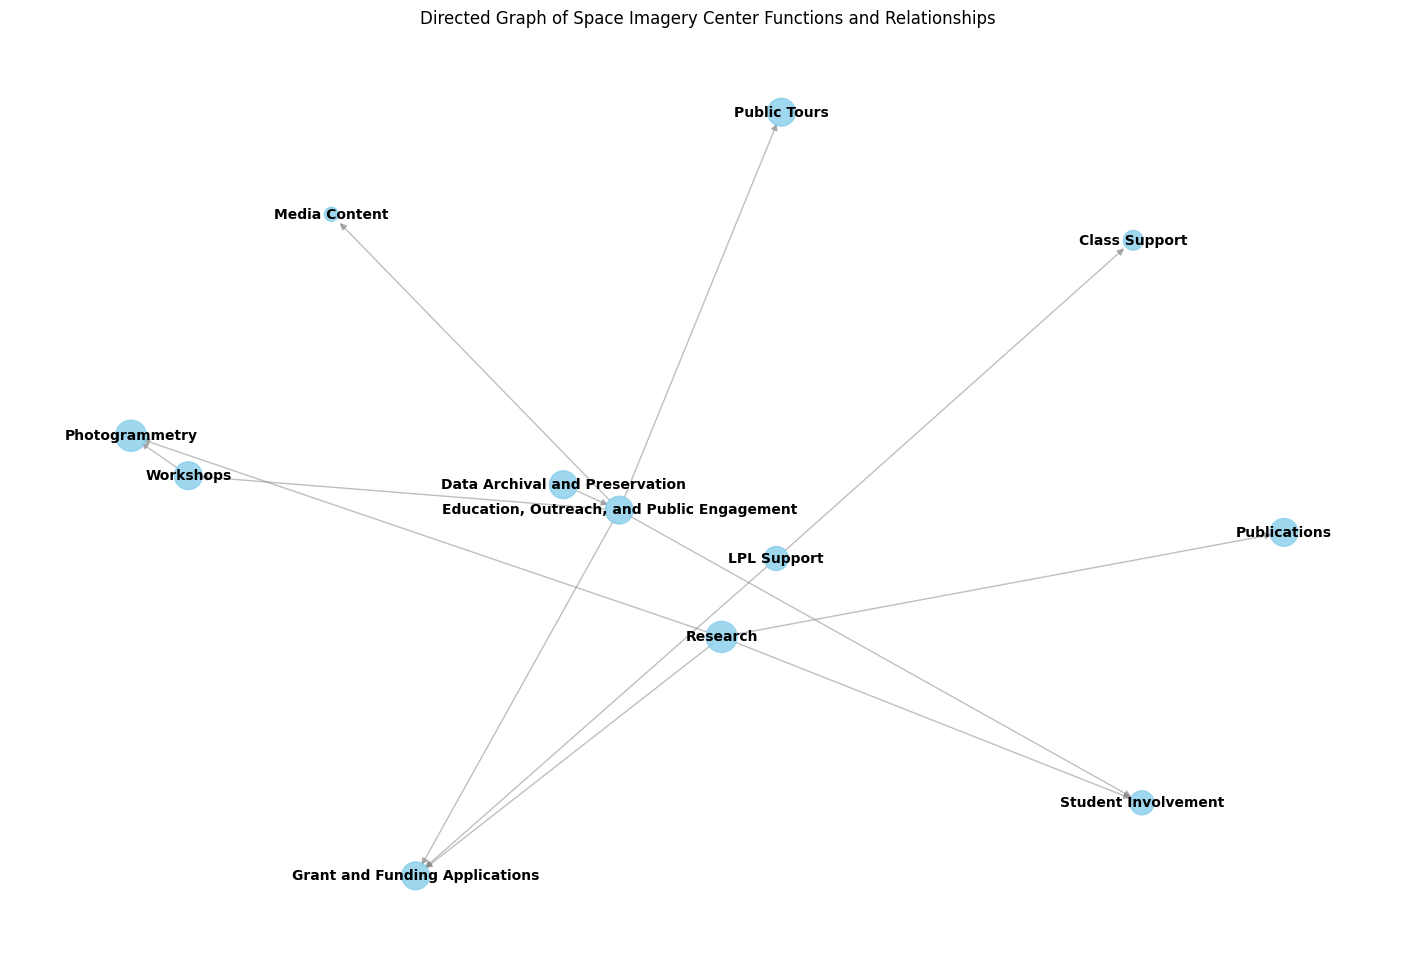 Directed Graph of Space Imagery Center Functions and Relationships
Public Tours
Media Content
Class Support
Photogrammetry
Workshops
Data Archival and Preservation
Education, Outreach, and Public Engagement
Publications
LPL Support
Research
Student Involvement
Grant and Funding Applications